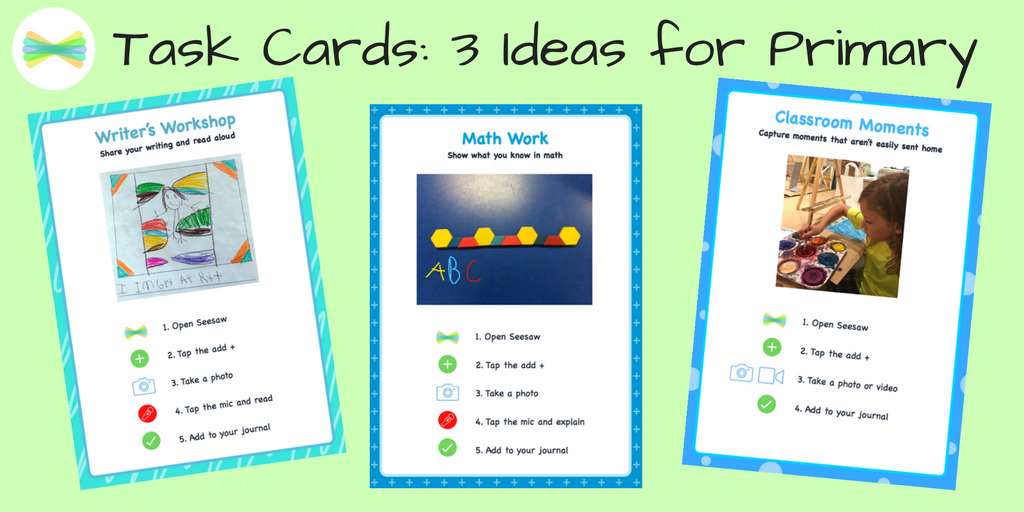 Task Cards: 3 Ideas for Primary
Writer's Workshop
Share your writing and read aloud
I IMGrt At Rtt
1. Open Seesaw
2. Tap the add +
3. Take a photo
4. Tap the mic and read
5. Add to your journal
Math Work
Show what you know in math
ABC
1. Open Seesaw
2. Tap the add +
3. Take a photo
4. Tap the mic and explain
5. Add to your journal
Classroom Moments
Capture moments that aren't easily sent home
1. Open Seesaw
2. Tap the add +
3. Take a photo or video
4. Add to your journal